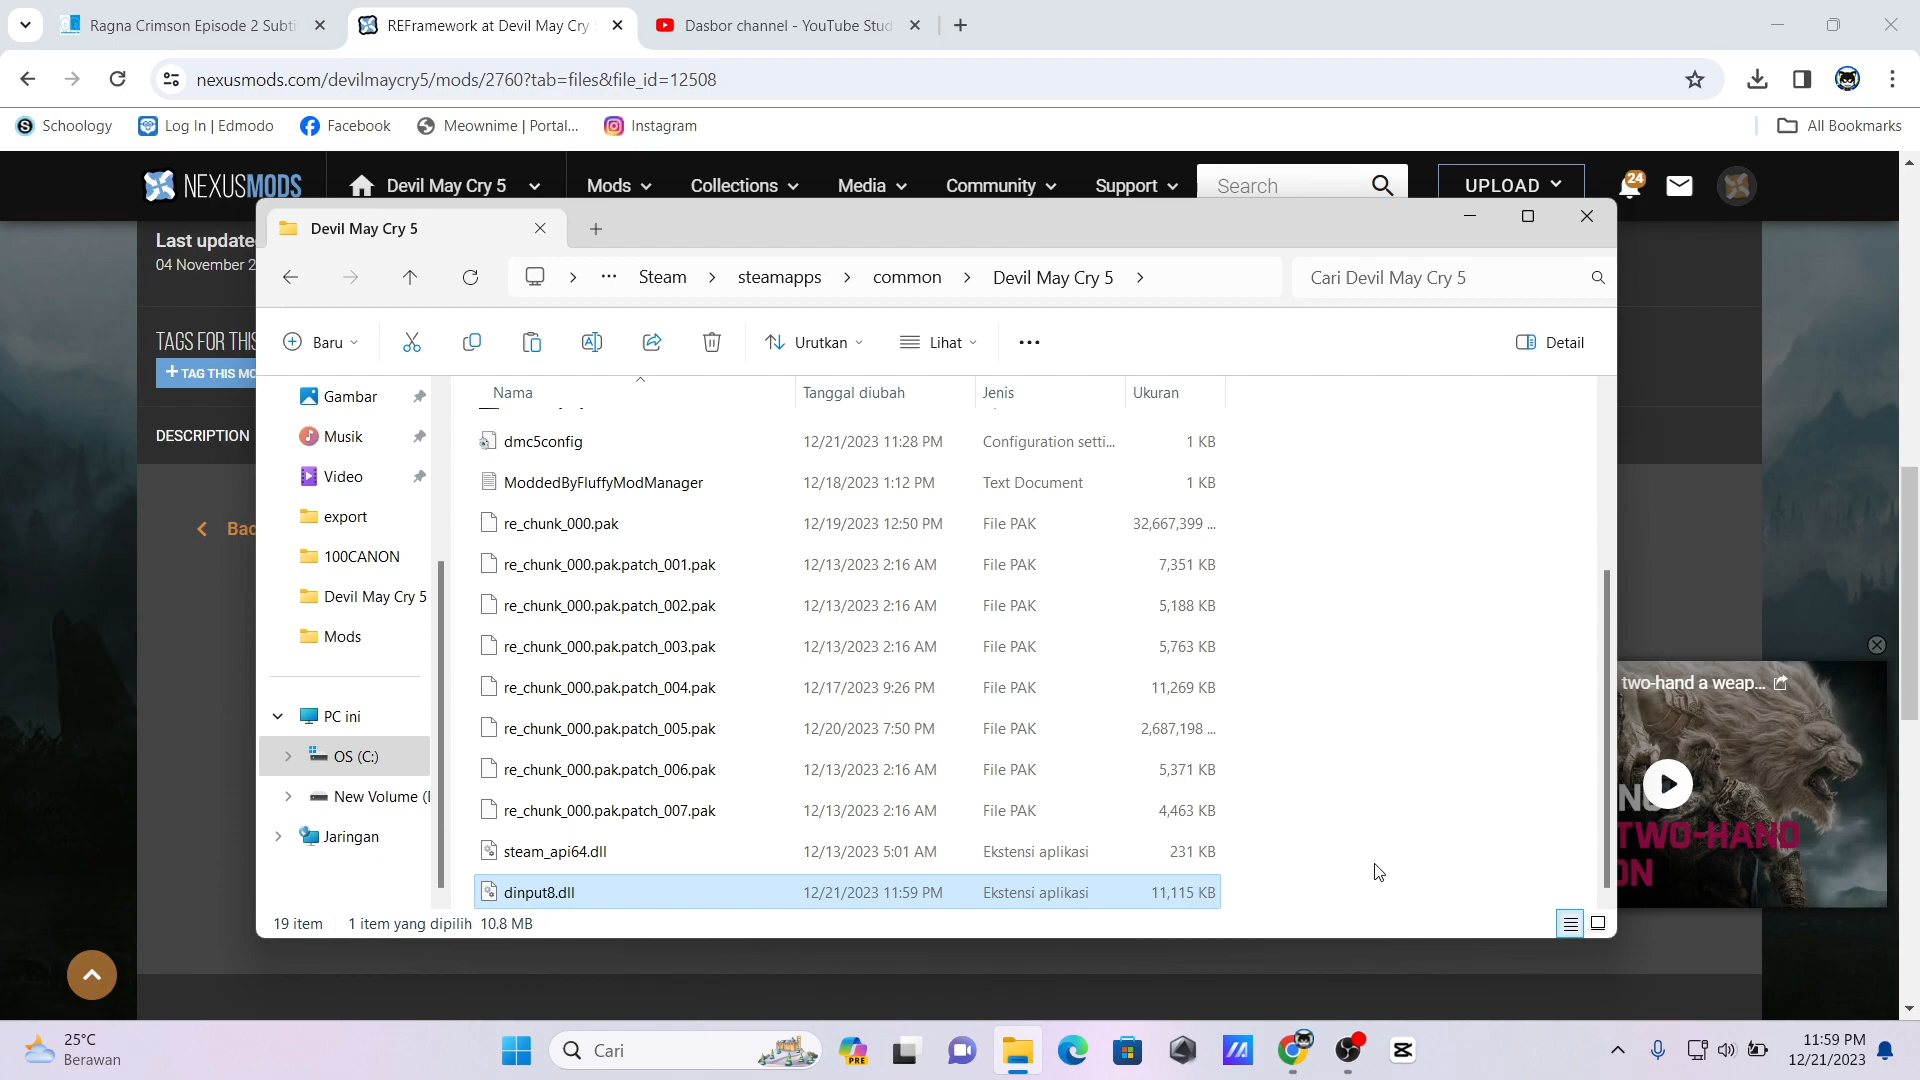 Ragna Crimson Episode 2 Subti
REFramework at Devil May Cry
Dasbor channel - YouTube Stud
nexusmods.com/devilmaycry5/mods/2760?tab=files&file_id=12508
Schoology
Log In | Edmodo
Facebook
Meownime | Portal...
Instagram
All Bookmarks
NEXUSMODS
Devil May Cry 5
Mods
Collections
Media
Community
Support
Search
UPLOAD
24
Last update
04 November 2
TAGS FOR THIS
+ TAG THIS MO
DESCRIPTION
Bac
Devil May Cry 5
Steam > steamapps > common > Devil May Cry 5 >
Cari Devil May Cry 5
Baru
Urutkan
Lihat
Detail
Gambar
Musik
Video
export
100CANON
Devil May Cry 5
Mods
PC ini
OS (C:)
New Volume (
Jaringan
Nama Tanggal diubah Jenis Ukuran
dmc5config 12/21/2023 11:28 PM Configuration setti... 1 KB
ModdedByFluffyModManager 12/18/2023 1:12 PM Text Document 1 KB
re_chunk_000.pak 12/19/2023 12:50 PM File PAK 32,667,399 ...
re_chunk_000.pak.patch_001.pak 12/13/2023 2:16 AM File PAK 7,351 KB
re_chunk_000.pak.patch_002.pak 12/13/2023 2:16 AM File PAK 5,188 KB
re_chunk_000.pak.patch_003.pak 12/13/2023 2:16 AM File PAK 5,763 KB
re_chunk_000.pak.patch_004.pak 12/17/2023 9:26 PM File PAK 11,269 KB
re_chunk_000.pak.patch_005.pak 12/20/2023 7:50 PM File PAK 2,687,198 ...
re_chunk_000.pak.patch_006.pak 12/13/2023 2:16 AM File PAK 5,371 KB
re_chunk_000.pak.patch_007.pak 12/13/2023 2:16 AM File PAK 4,463 KB
steam_api64.dll 12/13/2023 5:01 AM Ekstensi aplikasi 231 KB
dinput8.dll 12/21/2023 11:59 PM Ekstensi aplikasi 11,115 KB
19 item 1 item yang dipilih 10.8 MB
two-hand a weap...
TWO-HAND
25°C
Berawan
Cari
PRE
11:59 PM
12/21/2023